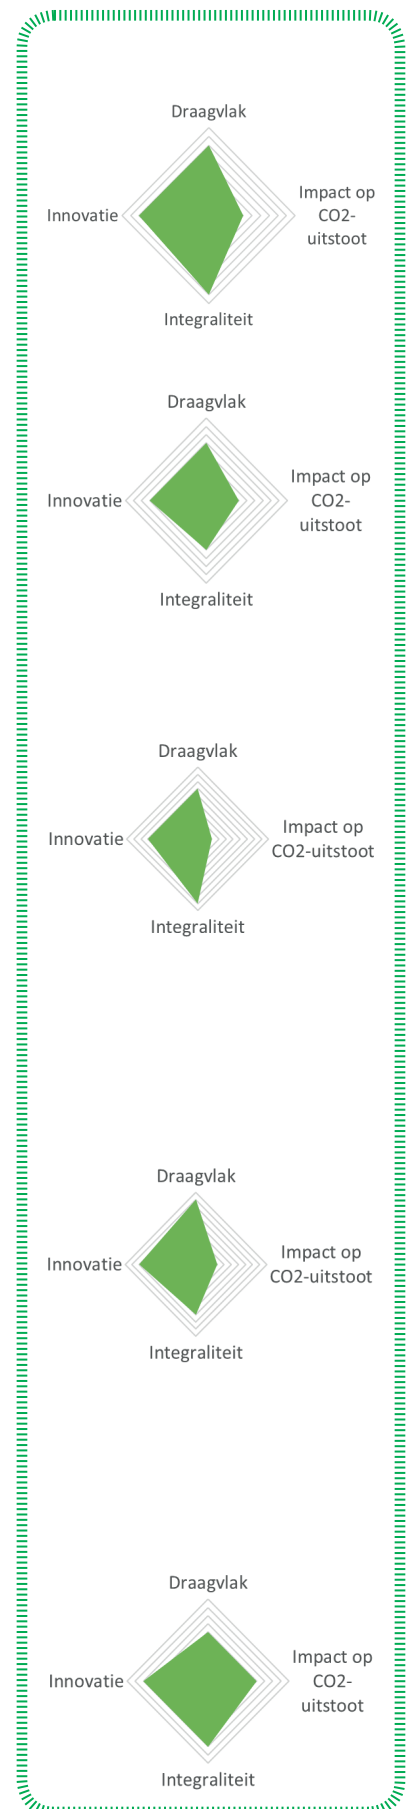 Draagvlak
Impact op
CO2-
uitstoot
Innovatie
Integraliteit
Draagvlak
Impact op
CO2-
uitstoot
Innovatie
Integraliteit
Draagvlak
Impact op
CO2-uitstoot
Innovatie
Integraliteit
Draagvlak
Impact op
CO2-uitstoot
Innovatie
Integraliteit
Draagvlak
Impact op
CO2-
uitstoot
Innovatie
Integraliteit